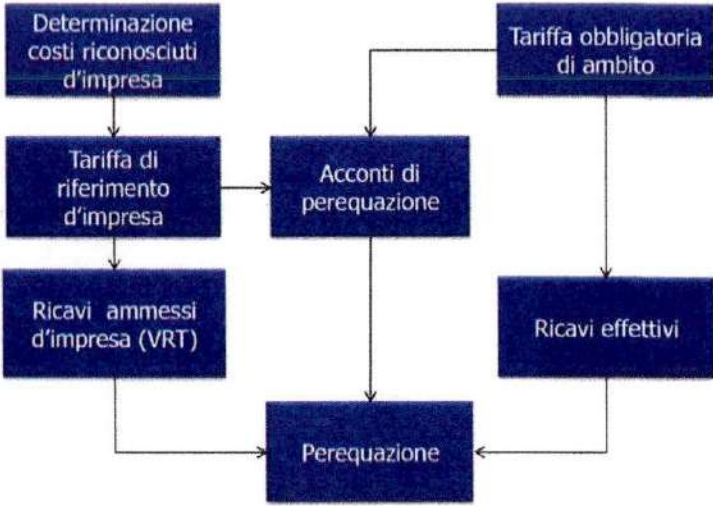 Determinazione
costi riconosciuti
d'impresa
Tariffa obbligatoria
di ambito
Tariffa di
riferimento
d'impresa
Acconti di
perequazione
Ricavi ammessi
d'impresa (VRT)
Ricavi effettivi
Perequazione